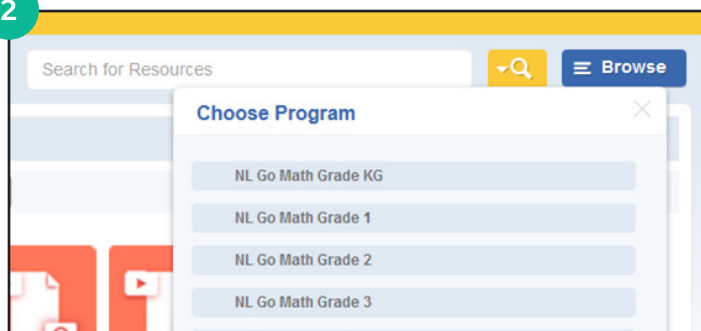 2
Search for Resources
Browse
Choose Program
NL Go Math Grade KG
NL Go Math Grade 1
NL Go Math Grade 2
NL Go Math Grade 3